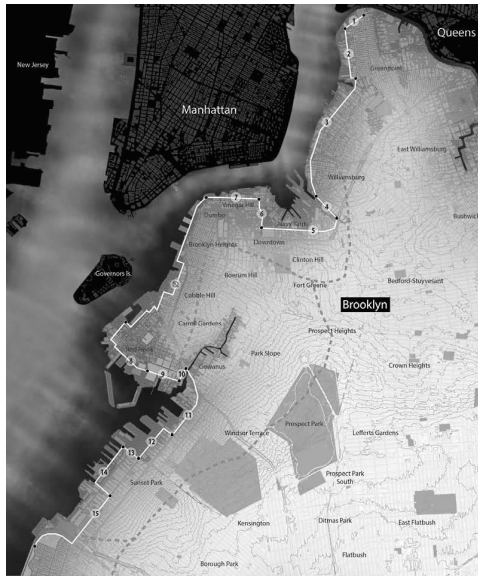 1
Queens
2
New Jersey
Greenpoint
Manhattan
3
East Williamsburg
Williamsburg
7
Vinegar Hill
4
Dumbo
6
Navy Yard
Bushwick
5
Brooklyn Heights
Downtown
Clinton Hill
Governors Is.
Boerum Hill
Bedford-Stuyvesant
Fort Greene
Cobble Hill
Brooklyn
Carroll Gardens
Prospect Heights
Red Hook
Park Slope
8
Gowanus
Crown Heights
9
10
11
Prospect Park
Windsor Terrace
Lefferts Gardens
12
13
14
Prospect Park
South
Sunset Park
15
Kensington
Ditmas Park
East Flatbush
Flatbush
Borough Park